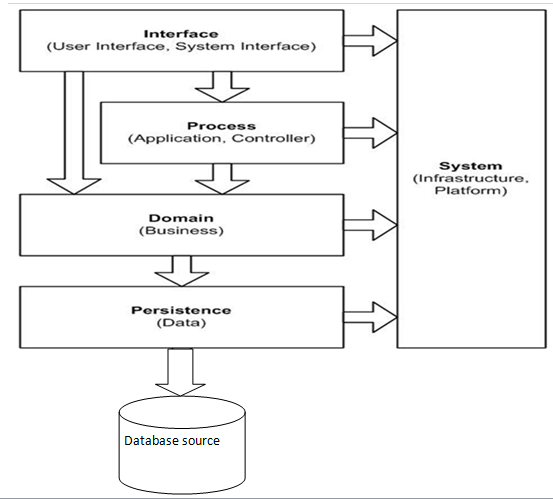 Interface
(User Interface, System Interface)
Process
(Application, Controller)
System
(Infrastructure,
Platform)
Domain
(Business)
Persistence
(Data)
Database source